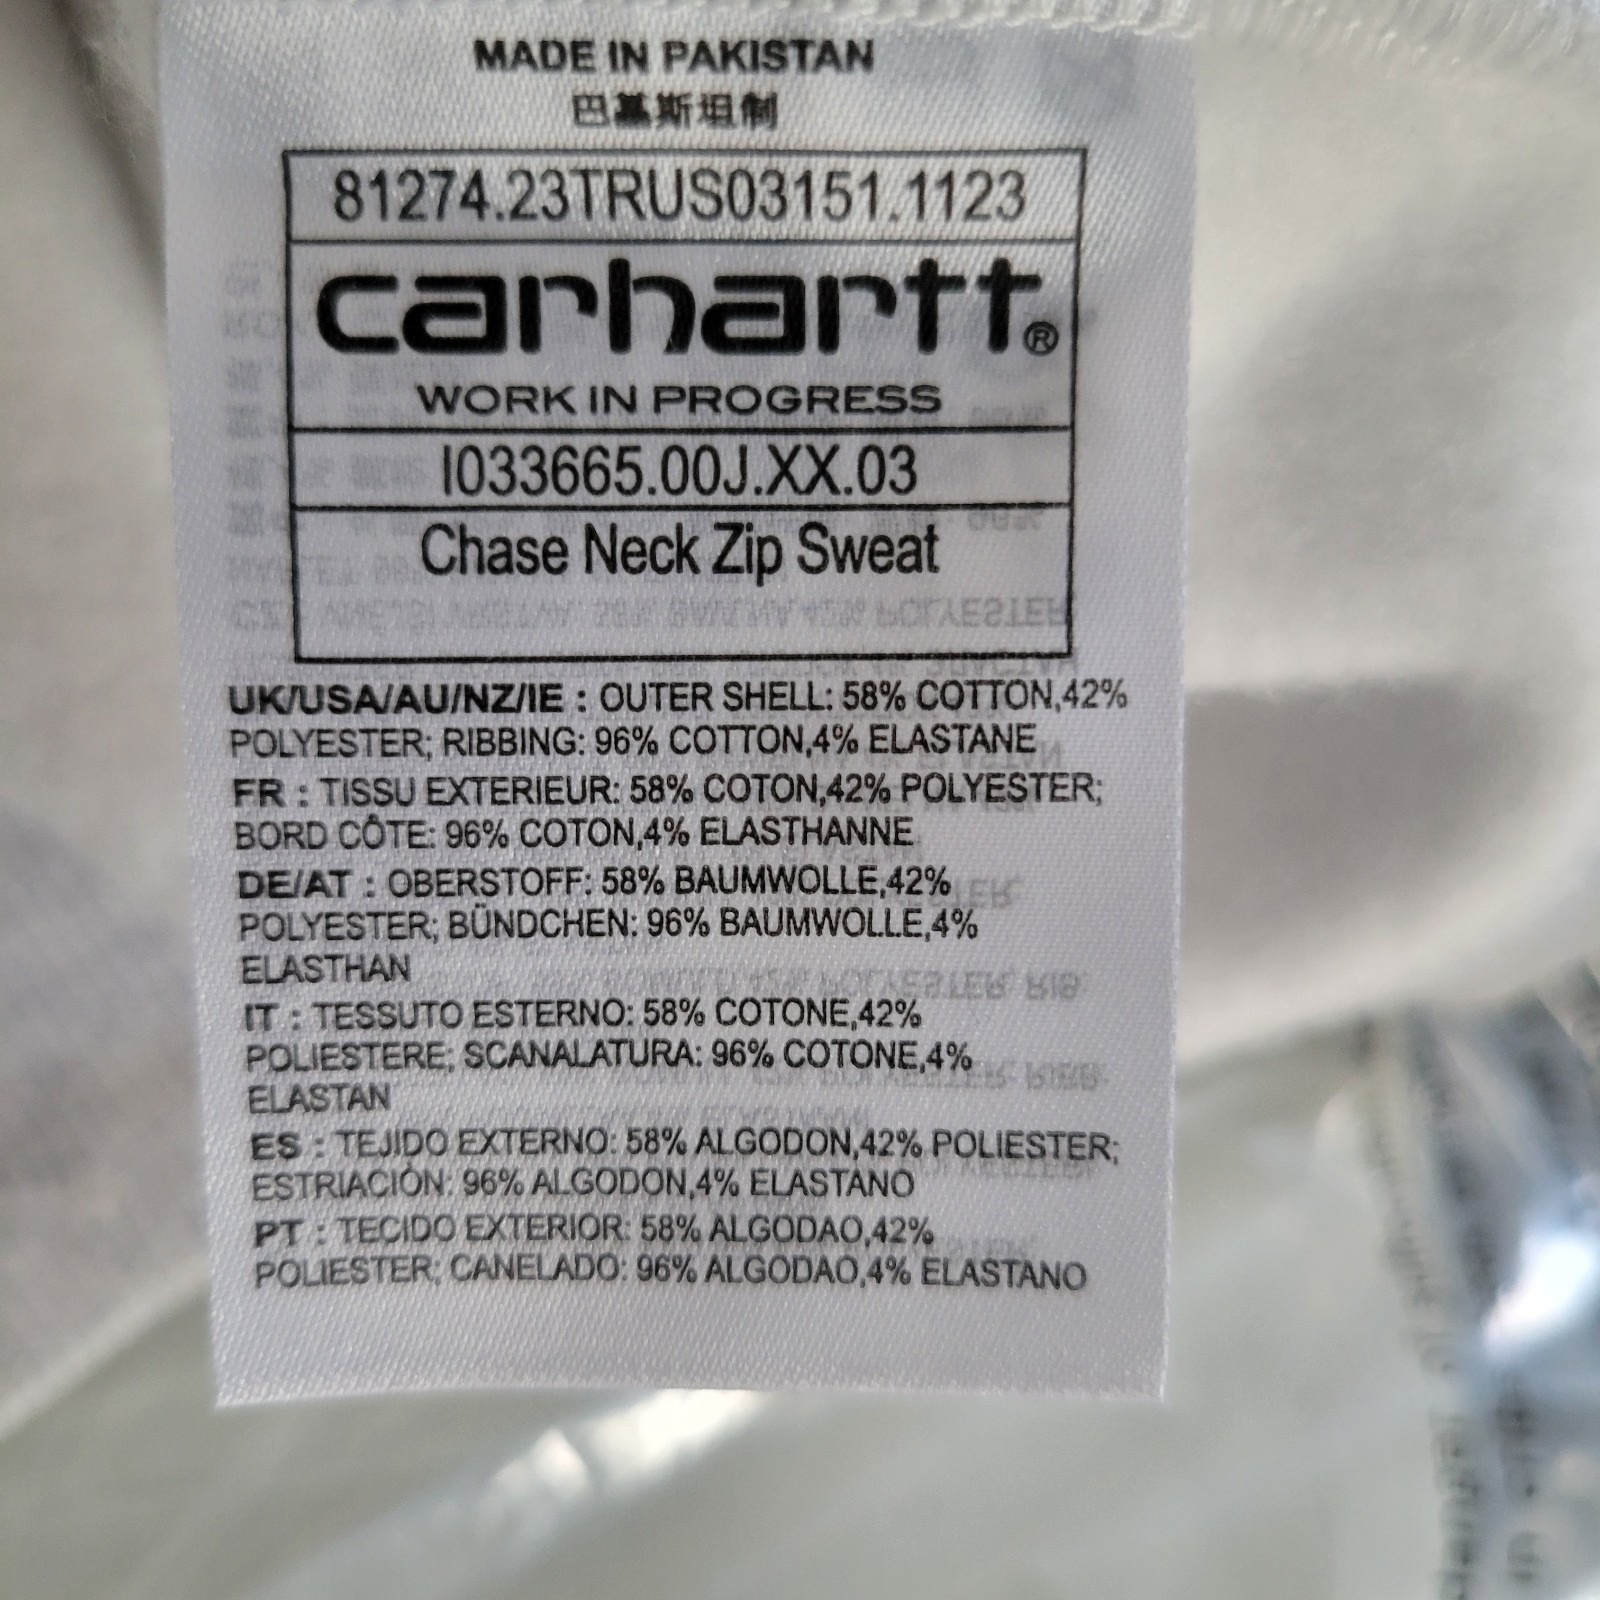 MADE IN PAKISTAN
巴基斯坦制
81274.23TRUS03151.1123
carhartt®
WORK IN PROGRESS
I033665.00J.XX.03
Chase Neck Zip Sweat
UK/USA/AU/NZ/IE : OUTER SHELL: 58% COTTON,42%
POLYESTER; RIBBING: 96% COTTON,4% ELASTANE
FR : TISSU EXTERIEUR: 58% COTON,42% POLYESTER;
BORD CÔTE: 96% COTON,4% ELASTHANNE
DE/AT : OBERSTOFF: 58% BAUMWOLLE,42%
POLYESTER; BÜNDCHEN: 96% BAUMWOLLE,4%
ELASTHAN
IT : TESSUTO ESTERNO: 58% COTONE,42%
POLIESTERE; SCANALATURA: 96% COTONE,4%
ELASTAN
ES : TEJIDO EXTERNO: 58% ALGODON,42% POLIESTER;
ESTRIACIÓN: 96% ALGODON,4% ELASTANO
PT : TECIDO EXTERIOR: 58% ALGODAO,42%
POLIESTER; CANELADO: 96% ALGODAO,4% ELASTANO